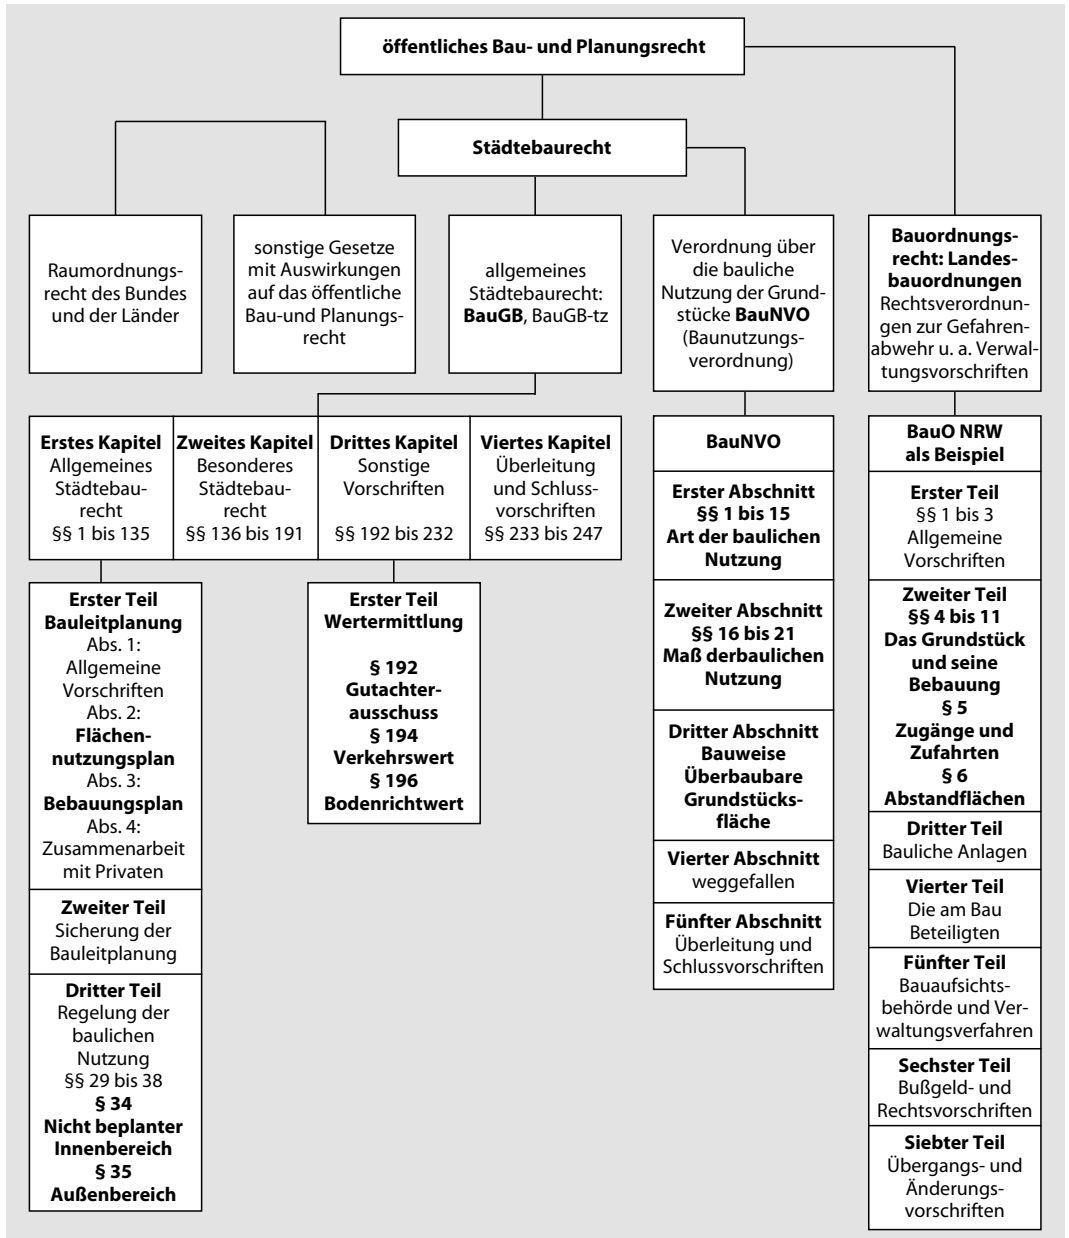 öffentliches Bau- und Planungsrecht
Städtebaurecht
Raumordnungs-
recht des Bundes
und der Länder
sonstige Gesetze
mit Auswirkungen
auf das öffentliche
Bau-und Planungs-
recht
allgemeines
Städtebaurecht:
BauGB, BauGB-tz
Verordnung über
die bauliche
Nutzung der Grund-
stücke BauNVO
(Baunutzungs-
verordnung)
Bauordnungs-
recht: Landes-
bauordnungen
Rechtsverordnun-
gen zur Gefahren-
abwehr u. a. Verwal-
tungsvorschriften
Erstes Kapitel
Allgemeines
Städtebau-
recht
§§ 1 bis 135
Zweites Kapitel
Besonderes
Städtebau-
recht
§§ 136 bis 191
Drittes Kapitel
Sonstige
Vorschriften
§§ 192 bis 232
Viertes Kapitel
Überleitung
und Schluss-
vorschriften
§§ 233 bis 247
Erster Teil
Bauleitplanung
Abs. 1:
Allgemeine
Vorschriften
Abs. 2:
Flächen-
nutzungsplan
Abs. 3:
Bebauungsplan
Abs. 4:
Zusammenarbeit
mit Privaten
Zweiter Teil
Sicherung der
Bauleitplanung
Dritter Teil
Regelung der
baulichen
Nutzung
§§ 29 bis 38
§ 34
Nicht beplanter
Innenbereich
§ 35
Außenbereich
Erster Teil
Wertermittlung
§ 192
Gutachter-
ausschuss
§ 194
Verkehrswert
§ 196
Bodenrichtwert
BauNVO
Erster Abschnitt
§§ 1 bis 15
Art der baulichen
Nutzung
Zweiter Abschnitt
§§ 16 bis 21
Maß derbaulichen
Nutzung
Dritter Abschnitt
Bauweise
Überbaubare
Grundstücks-
fläche
Vierter Abschnitt
weggefallen
Fünfter Abschnitt
Überleitung und
Schlussvorschriften
BauO NRW
als Beispiel
Erster Teil
§§ 1 bis 3
Allgemeine
Vorschriften
Zweiter Teil
§§ 4 bis 11
Das Grundstück
und seine
Bebauung
§ 5
Zugänge und
Zufahrten
§ 6
Abstandflächen
Dritter Teil
Bauliche Anlagen
Vierter Teil
Die am Bau
Beteiligten
Fünfter Teil
Bauaufsichts-
behörde und Ver-
waltungsverfahren
Sechster Teil
Bußgeld- und
Rechtsvorschriften
Siebter Teil
Übergangs- und
Änderungs-
vorschriften